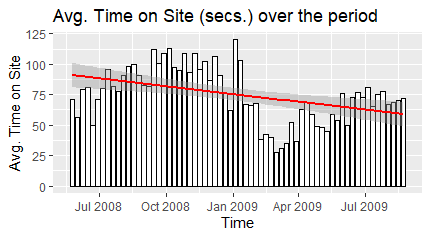 Avg. Time on Site (secs.) over the period
Avg. Time on Site
125
100
75
50
25
0
Jul 2008 Oct 2008 Jan 2009 Apr 2009 Jul 2009
Time